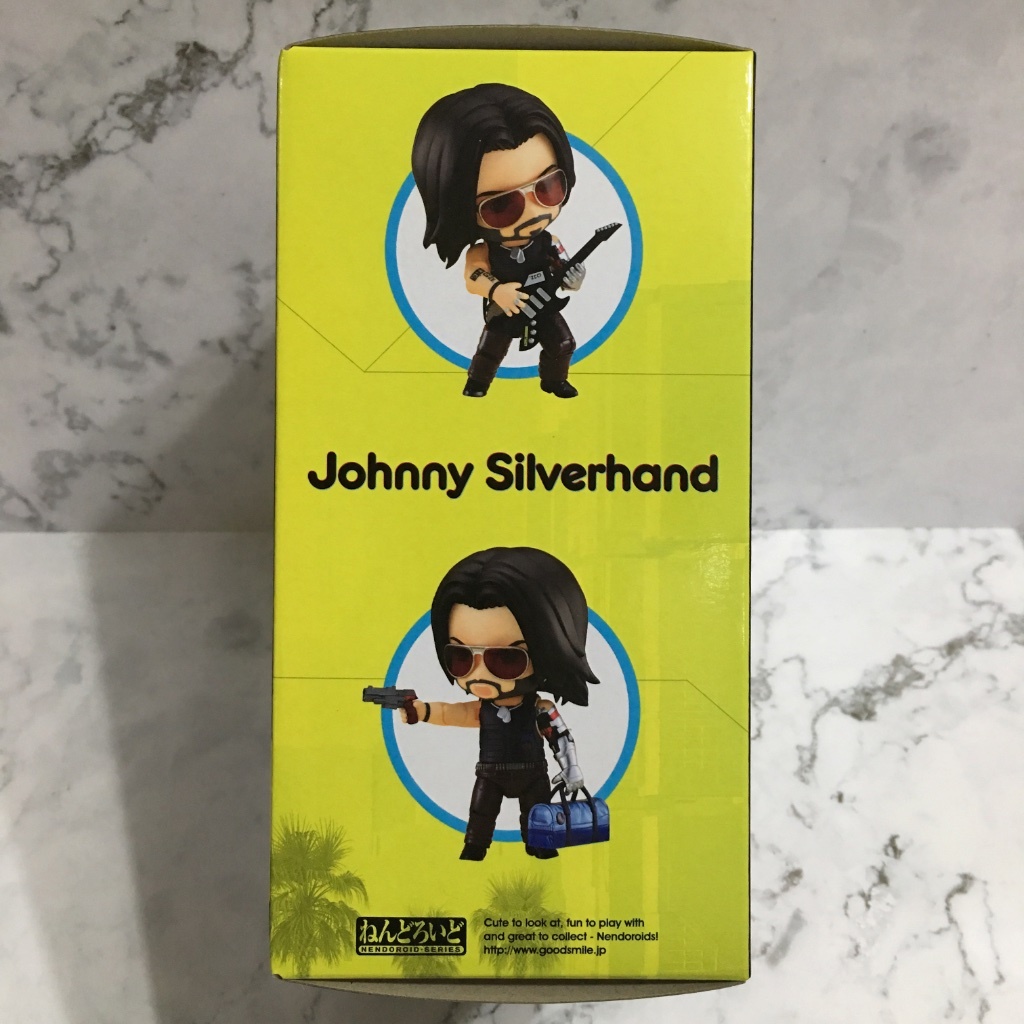 Johnny Silverhand
ねんどろいど
NENDOROID-SERIES
Cute to look at, fun to play with
and great to collect - Nendoroids!
http://www.goodsmile.jp